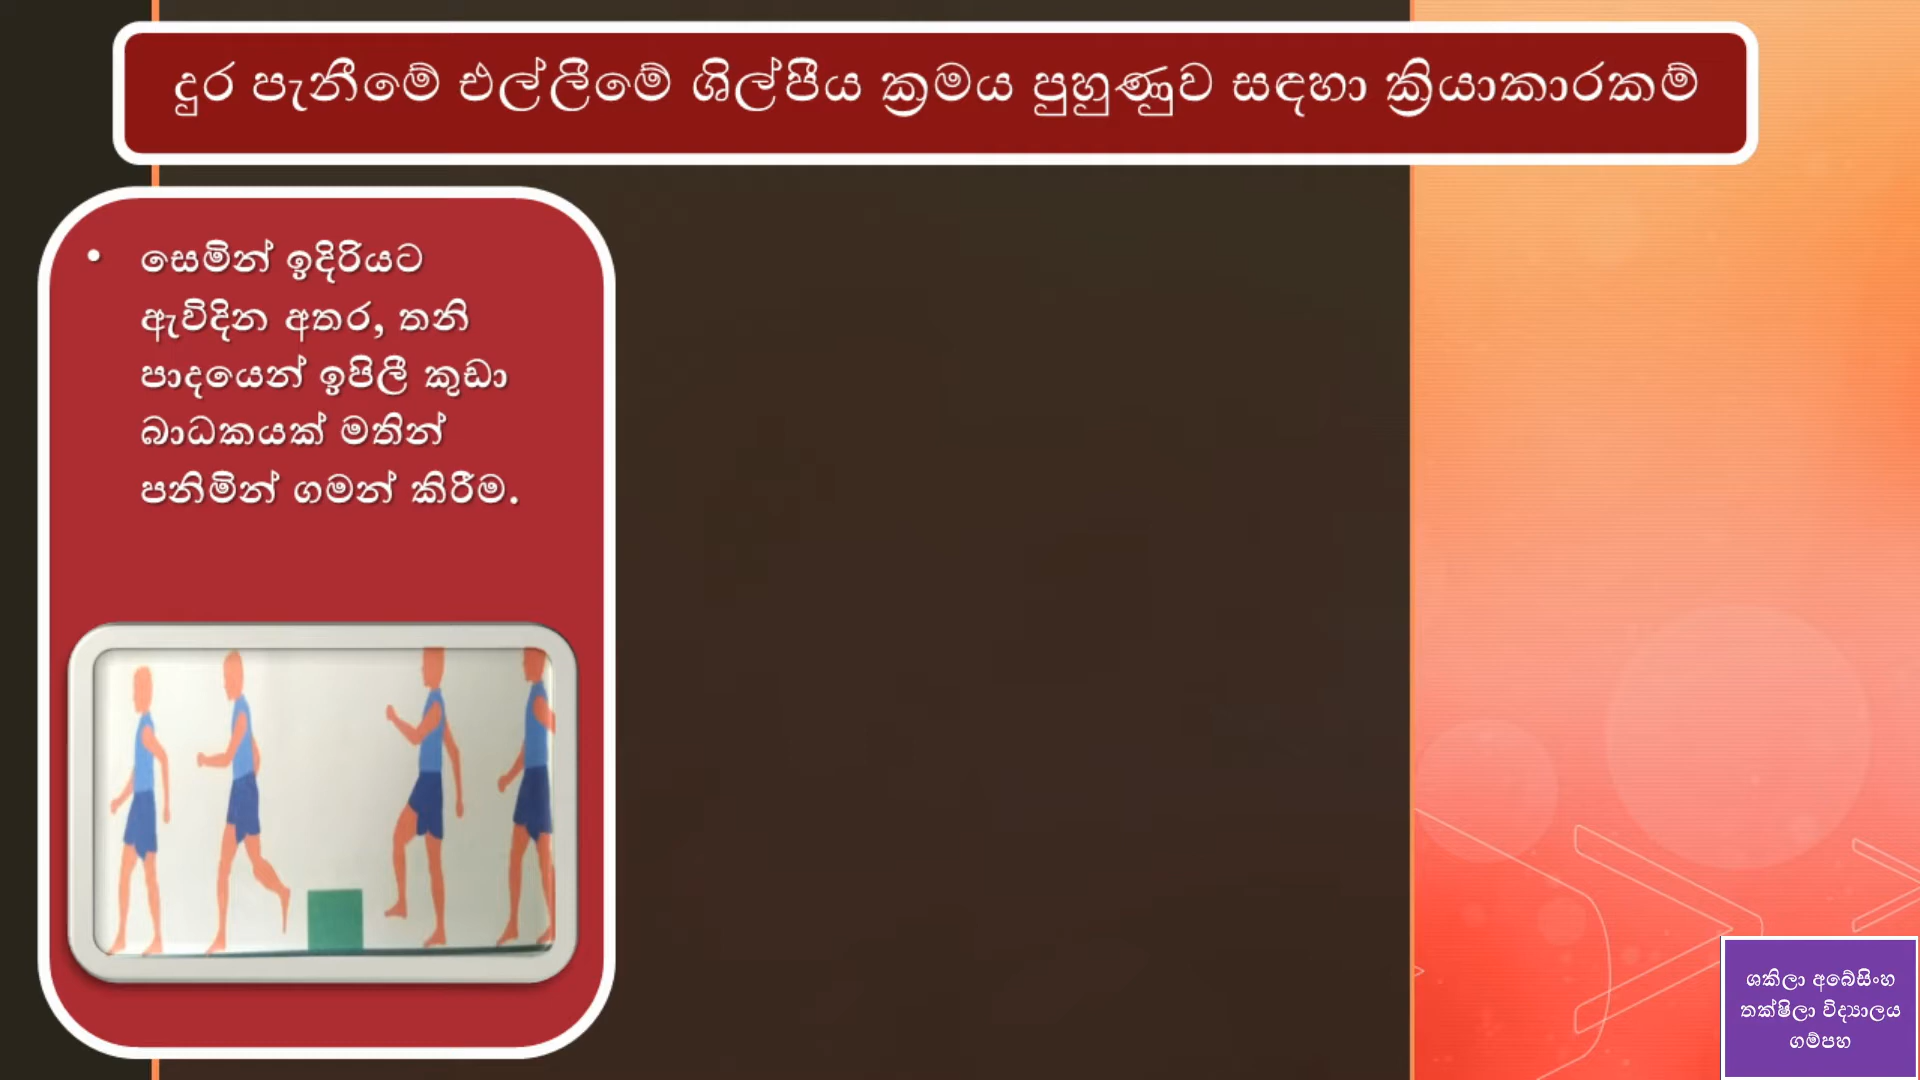 දුර පැනීමේ එල්ලීමේ ශිල්පීය ක්‍රමය පුහුණුව සඳහා ක්‍රියාකාරකම්
• සෙමින් ඉදිරියට
ඇවිදින අතර, තනි
පාදයෙන් ඉපිලී කුඩා
බාධකයක් මතින්
පනිමින් ගමන් කිරීම.
ශකිලා අබේසිංහ
තක්ෂිලා විද්‍යාලය
ගම්පහ